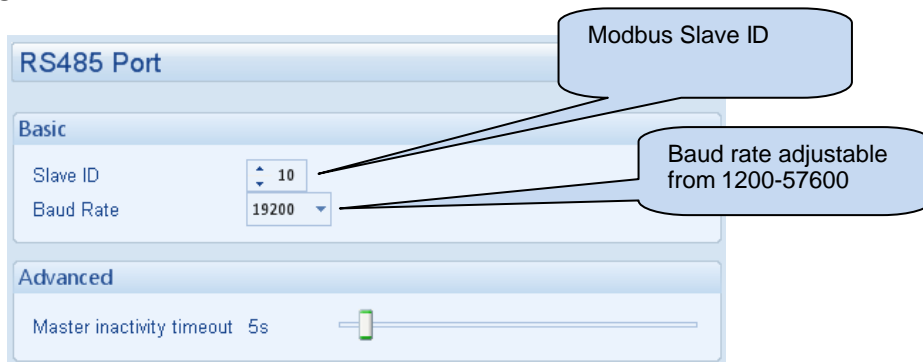 Modbus Slave ID
RS485 Port
Basic
Slave ID 10
Baud rate adjustable
from 1200-57600
Baud Rate 19200
Advanced
Master inactivity timeout 5s